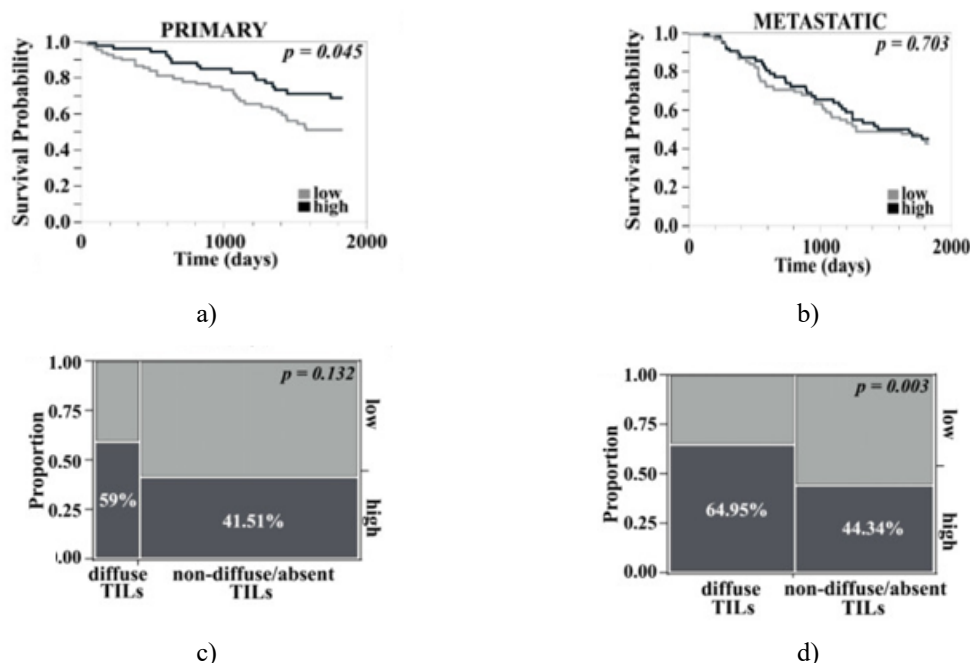 PRIMARY
p = 0.045
Survival Probability
1.0
0.8
0.6
0.4
0.2
0.0
low
high
0 1000 2000
Time (days)
a)
METASTATIC
p = 0.703
Survival Probability
1.0
0.8
0.6
0.4
0.2
0.0
low
high
0 1000 2000
Time (days)
b)
Proportion
1.00
0.75
0.50
0.25
.00
p = 0.132
59%
41.51%
low
high
diffuse
TILs
non-diffuse/absent
TILs
c)
Proportion
1.00
0.75
0.50
0.25
0.00
p = 0.003
64.95%
44.34%
low
high
diffuse
TILs
non-diffuse/absent
TILs
d)